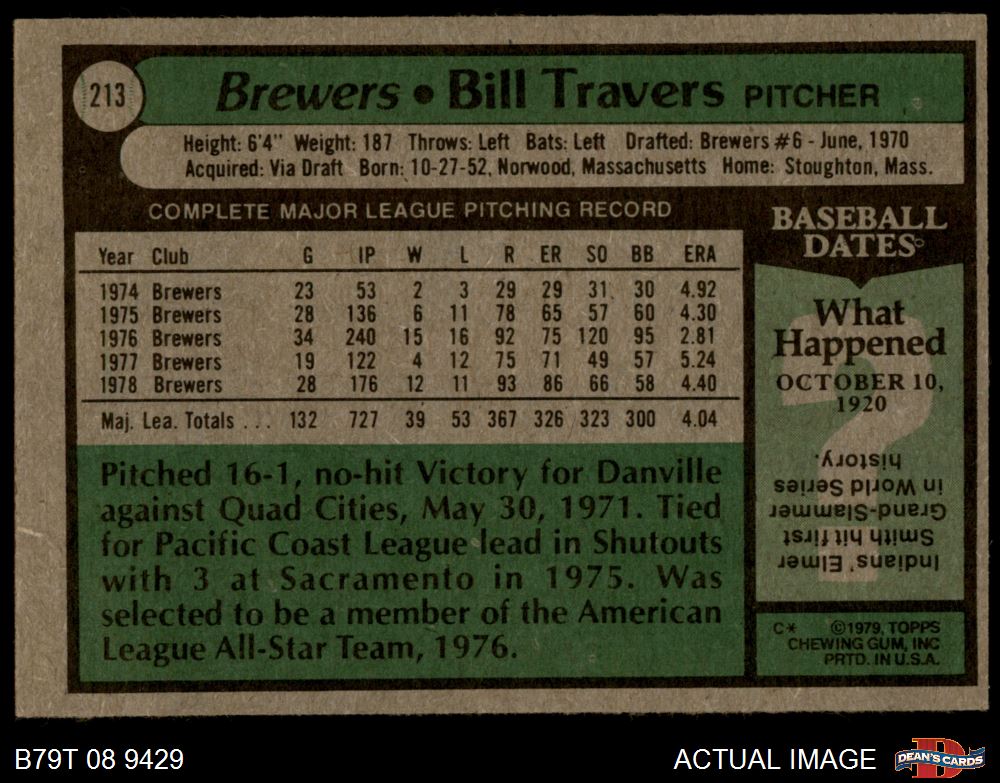 213
Brewers • Bill Travers PITCHER
Height: 6'4" Weight: 187 Throws: Left Bats: Left Drafted: Brewers #6 - June, 1970
Acquired: Via Draft Born: 10-27-52, Norwood, Massachusetts Home: Stoughton, Mass.
COMPLETE MAJOR LEAGUE PITCHING RECORD
Year Club G IP W L R ER SO BB ERA
1974 Brewers 23 53 2 3 29 29 31 30 4.92
1975 Brewers 28 136 6 11 78 65 57 60 4.30
1976 Brewers 34 240 15 16 92 75 120 95 2.81
1977 Brewers 19 122 4 12 75 71 49 57 5.24
1978 Brewers 28 176 12 11 93 86 66 58 4.40
Maj. Lea. Totals ... 132 727 39 53 367 326 323 300 4.04
Pitched 16-1, no-hit Victory for Danville
against Quad Cities, May 30, 1971. Tied
for Pacific Coast League lead in Shutouts
with 3 at Sacramento in 1975. Was
selected to be a member of the American
League All-Star Team, 1976.
BASEBALL
DATES©
What
Happened
OCTOBER 10,
1920
?
Indians' Elmer
Smith hit first
Grand-Slammer
in World Series
history.
C* ©1979, TOPPS
CHEWING GUM, INC
PRTD. IN U.S.A.
B79T 08 9429
ACTUAL IMAGE
D
DEAN'S CARDS